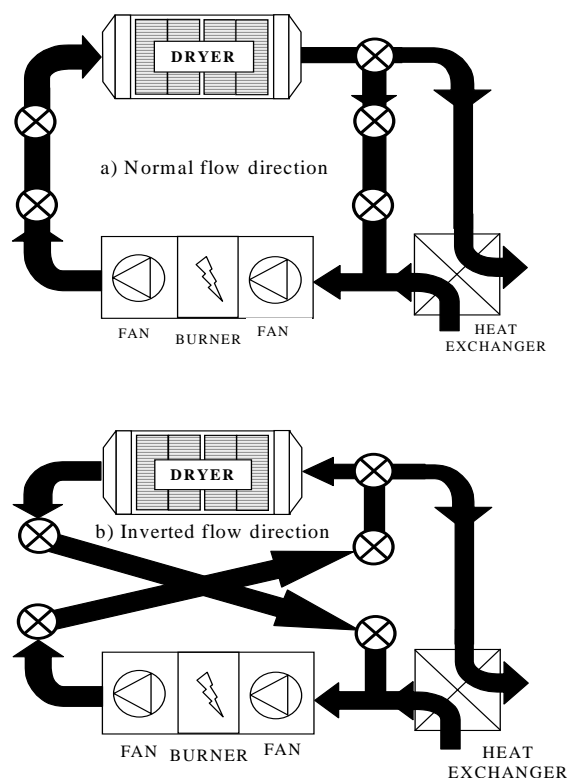 DRYER
a) Normal flow direction
FAN
BURNER
FAN
HEAT
EXCHANGER
DRYER
b) Inverted flow direction
FAN
BURNER
FAN
HEAT
EXCHANGER